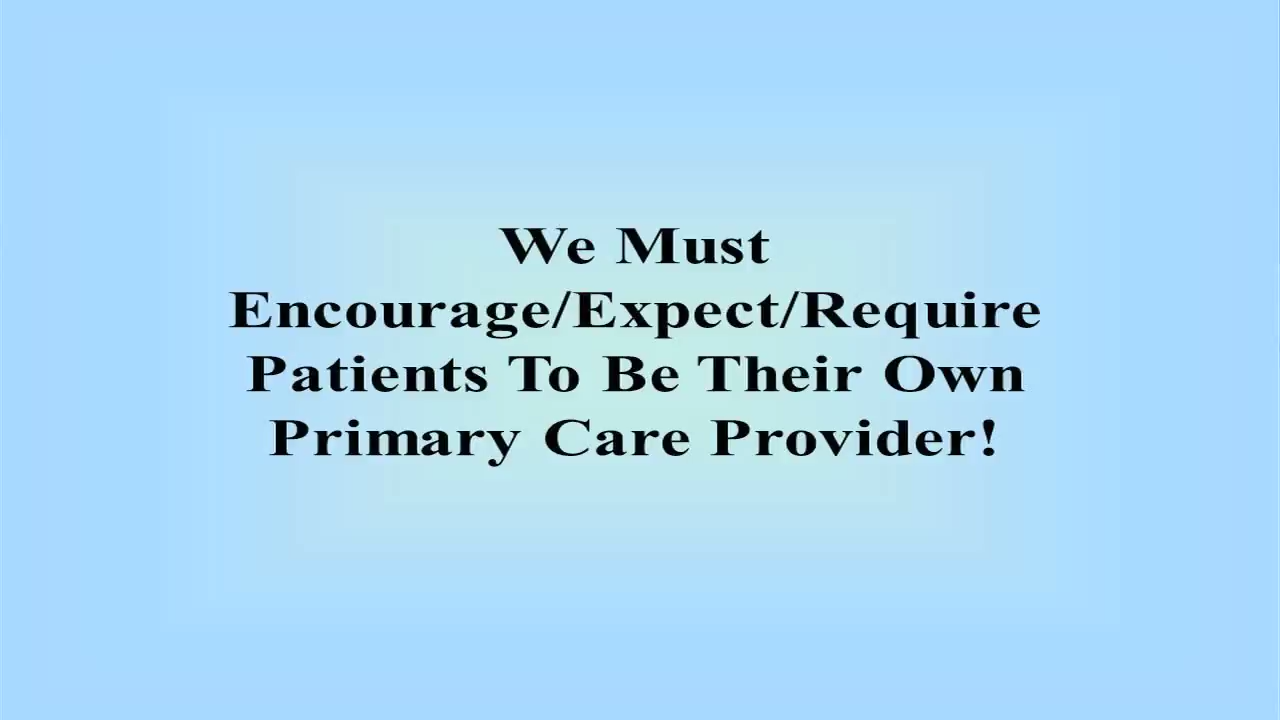 We Must
Encourage/Expect/Require
Patients To Be Their Own
Primary Care Provider!